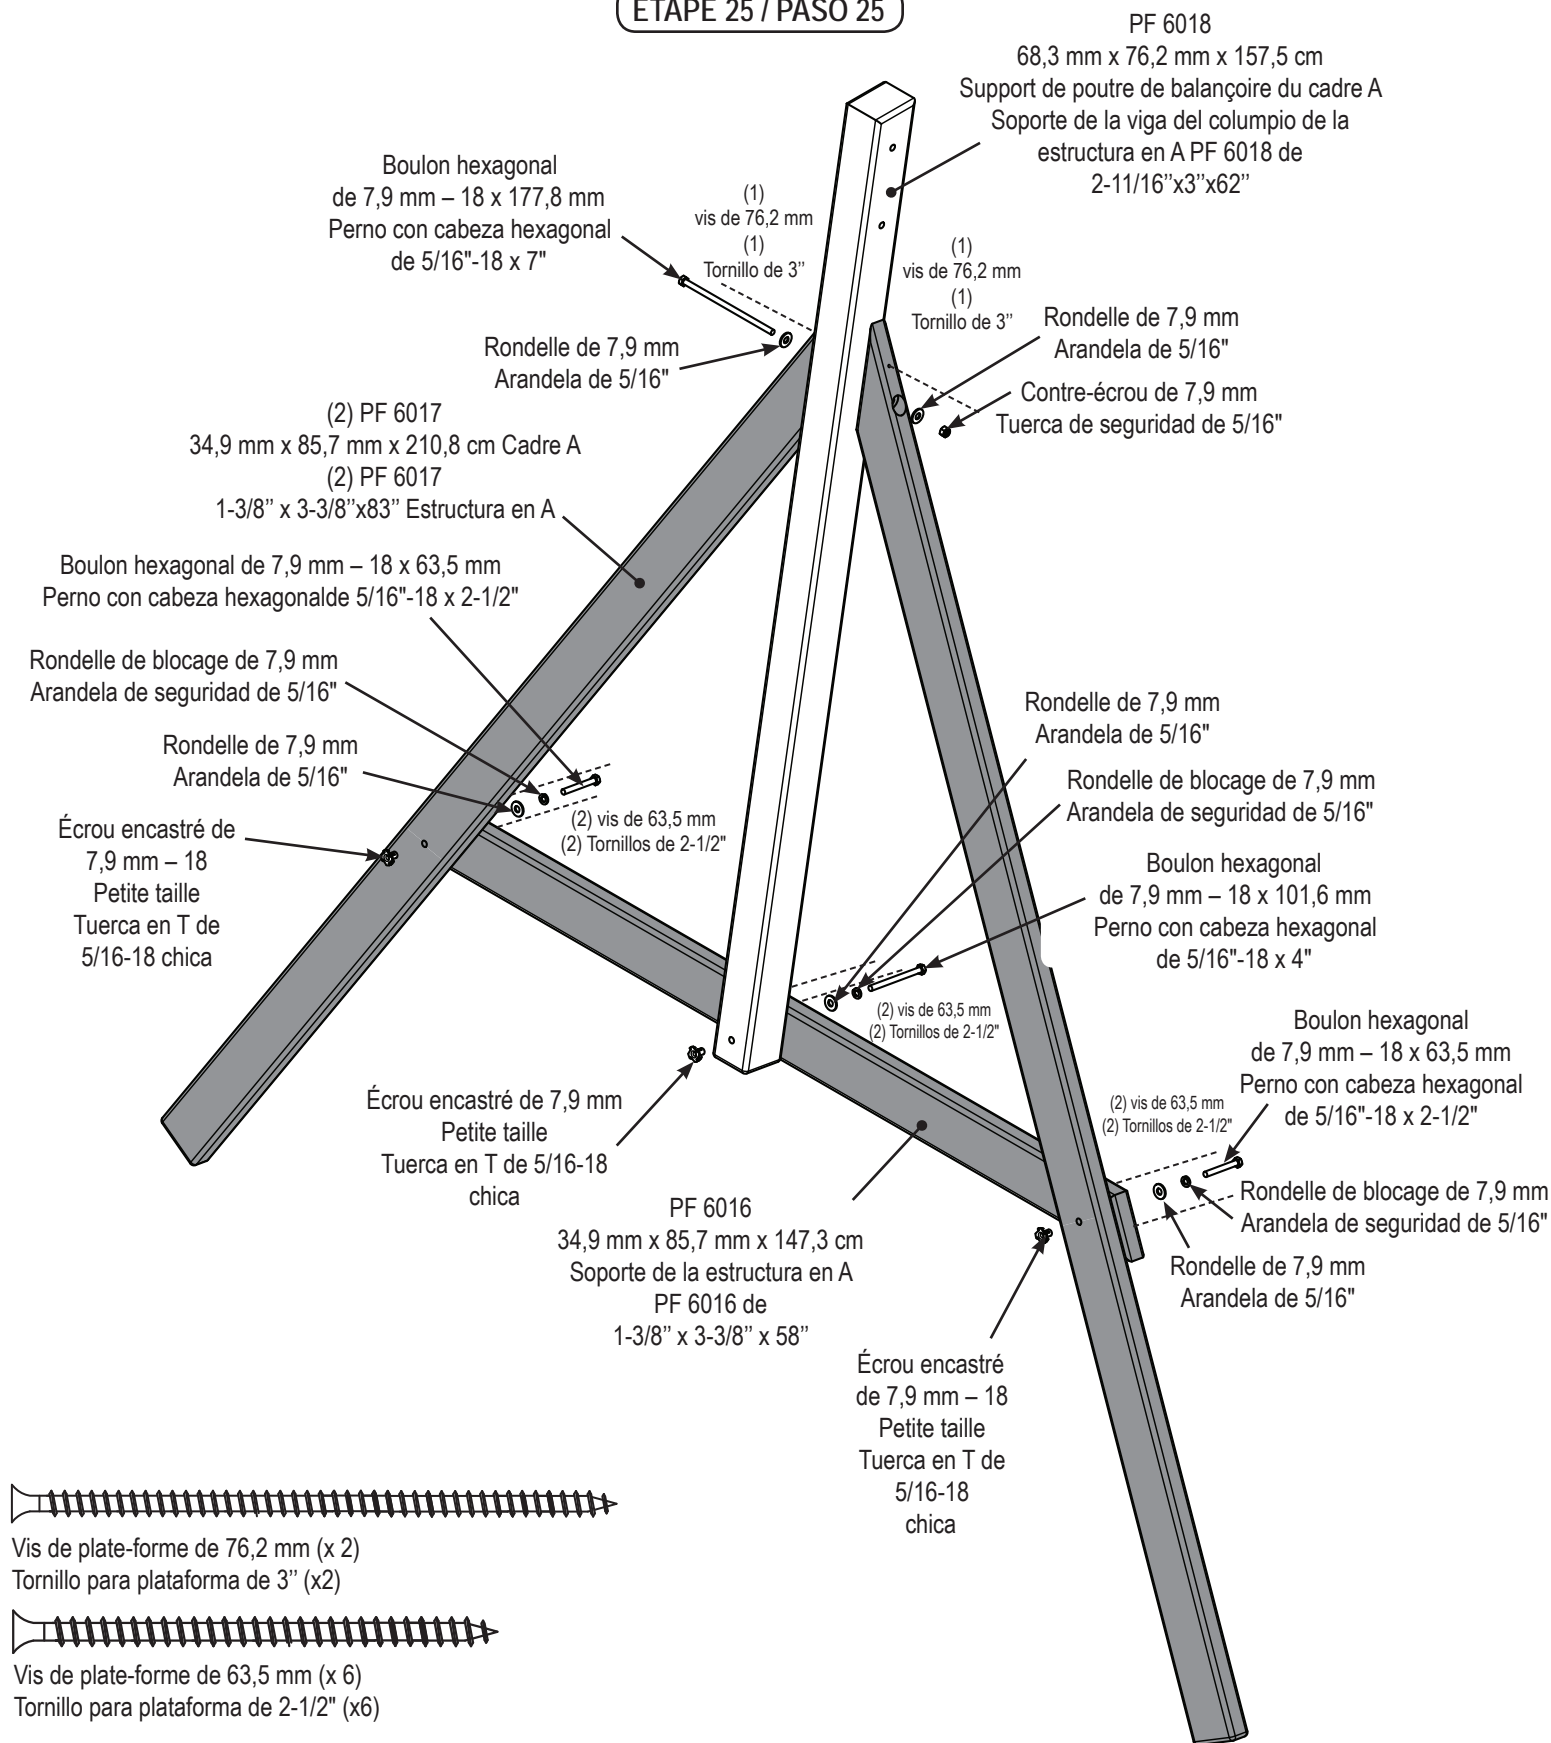 ÉTAPE 25 / PASO 25
PF 6018
68,3 mm x 76,2 mm x 157,5 cm
Support de poutre de balançoire du cadre A
Soporte de la viga del columpio de la
estructura en A PF 6018 de
2-11/16’’x3’’x62’’
Boulon hexagonal
de 7,9 mm – 18 x 177,8 mm
Perno con cabeza hexagonal
de 5/16"-18 x 7"
(1)
vis de 76,2 mm
(1)
Tornillo de 3’’
(1)
vis de 76,2 mm
(1)
Tornillo de 3’’
Rondelle de 7,9 mm
Arandela de 5/16"
Rondelle de 7,9 mm
Arandela de 5/16"
Contre-écrou de 7,9 mm
Tuerca de seguridad de 5/16"
(2) PF 6017
34,9 mm x 85,7 mm x 210,8 cm Cadre A
(2) PF 6017
1-3/8’’ x 3-3/8’’x83’’ Estructura en A
Boulon hexagonal de 7,9 mm – 18 x 63,5 mm
Perno con cabeza hexagonalde 5/16"-18 x 2-1/2"
Rondelle de blocage de 7,9 mm
Arandela de seguridad de 5/16"
Rondelle de 7,9 mm
Arandela de 5/16"
Écrou encastré de
7,9 mm – 18
Petite taille
Tuerca en T de
5/16-18 chica
(2) vis de 63,5 mm
(2) Tornillos de 2-1/2"
Rondelle de 7,9 mm
Arandela de 5/16"
Rondelle de blocage de 7,9 mm
Arandela de seguridad de 5/16"
Boulon hexagonal
de 7,9 mm – 18 x 101,6 mm
Perno con cabeza hexagonal
de 5/16"-18 x 4"
(2) vis de 63,5 mm
(2) Tornillos de 2-1/2"
Boulon hexagonal
de 7,9 mm – 18 x 63,5 mm
Perno con cabeza hexagonal
de 5/16"-18 x 2-1/2"
(2) vis de 63,5 mm
(2) Tornillos de 2-1/2"
Rondelle de blocage de 7,9 mm
Arandela de seguridad de 5/16"
Rondelle de 7,9 mm
Arandela de 5/16"
Écrou encastré de 7,9 mm
Petite taille
Tuerca en T de 5/16-18
chica
PF 6016
34,9 mm x 85,7 mm x 147,3 cm
Soporte de la estructura en A
PF 6016 de
1-3/8’’ x 3-3/8’’ x 58’’
Écrou encastré
de 7,9 mm – 18
Petite taille
Tuerca en T de
5/16-18
chica
Vis de plate-forme de 76,2 mm (x 2)
Tornillo para plataforma de 3’’ (x2)
Vis de plate-forme de 63,5 mm (x 6)
Tornillo para plataforma de 2-1/2" (x6)